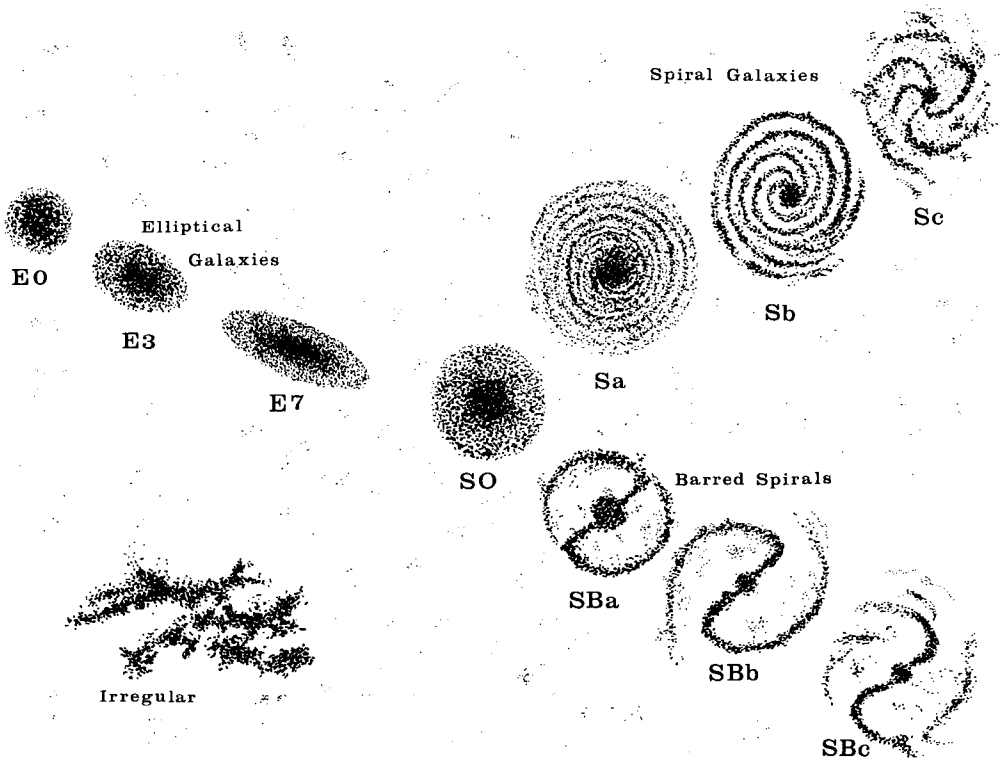 Spiral Galaxies
Sc
Elliptical
Galaxies
E0
Sb
E3
Sa
E7
S0
Barred Spirals
SBa
SBb
Irregular
SBc